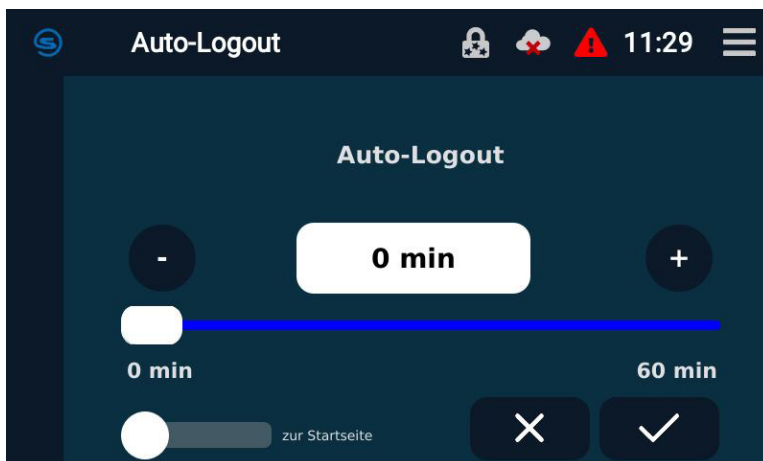 Auto-Logout 11:29
Auto-Logout
- 0 min +
0 min 60 min
zur Startseite